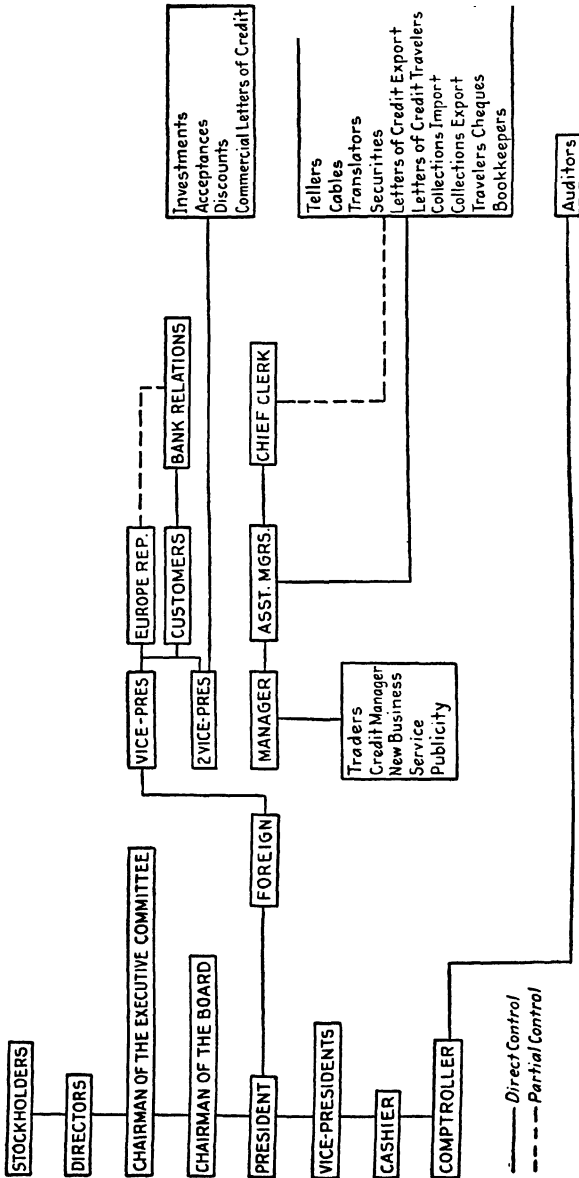 STOCKHOLDERS
DIRECTORS
CHAIRMAN OF THE EXECUTIVE COMMITTEE
CHAIRMAN OF THE BOARD
PRESIDENT
VICE-PRESIDENTS
CASHIER
COMPTROLLER
FOREIGN
VICE-PRES
2VICE-PRES
EUROPE REP.
CUSTOMERS
BANK RELATIONS
MANAGER
ASST. MGRS.
CHIEF CLERK
Traders
Credit Manager
New Business
Service
Publicity
Investments
Acceptances
Discounts
Commercial Letters of Credit
Tellers
Cables
Translators
Securities
Letters of Credit Export
Letters of Credit Travelers
Collections Import
Collections Export
Travelers Cheques
Bookkeepers
Auditors
Direct Control
Partial Control